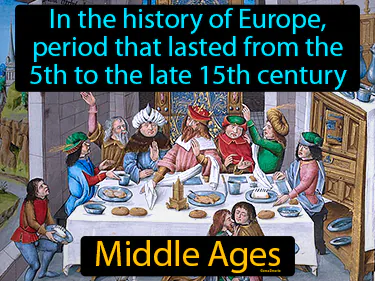 In the history of Europe,
period that lasted from the
5th to the late 15th century
Middle Ages